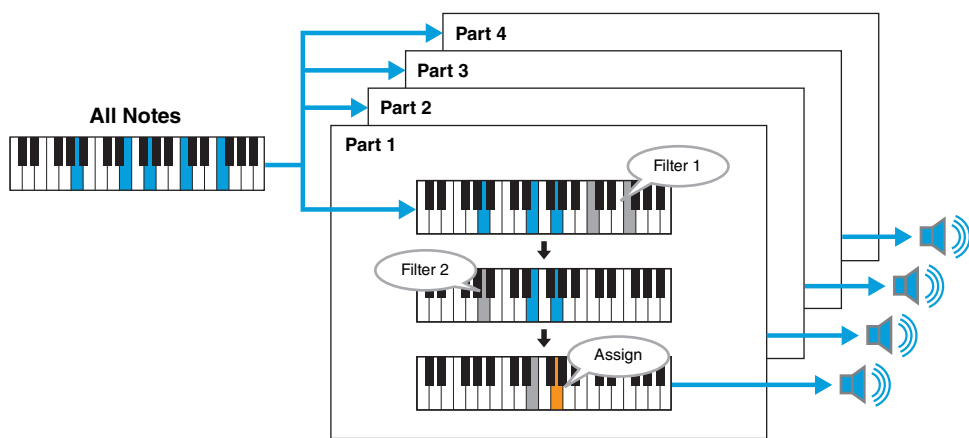 Part 4
Part 3
All Notes
Part 2
Part 1
Filter 1
Filter 2
Assign